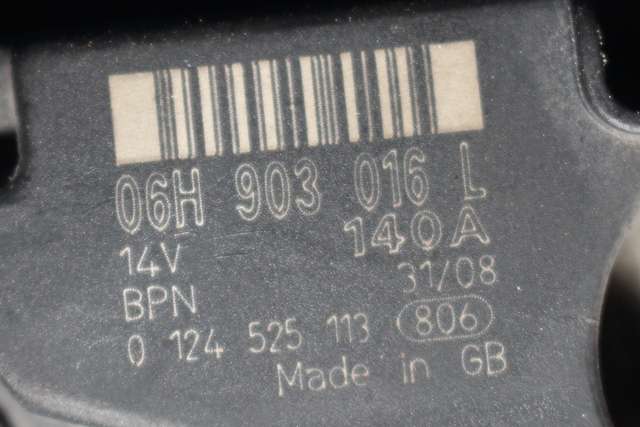 06H 903 016 L
14V 140A
BPN 31/08
0 124 525 113 806
Made in GB